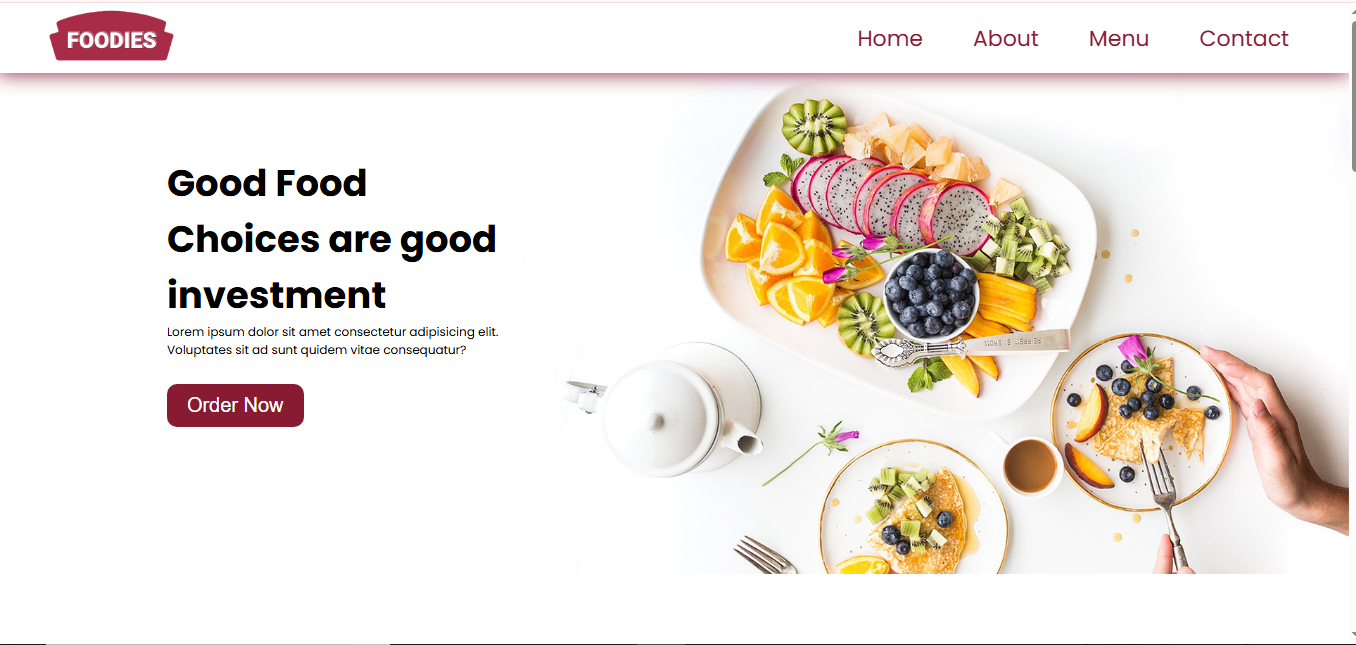 FOODIES
Home About Menu Contact
Good Food
Choices are good
investment
Lorem ipsum dolor sit amet consectetur adipisicing elit.
Voluptates sit ad sunt quidem vitae consequatur?
Order Now